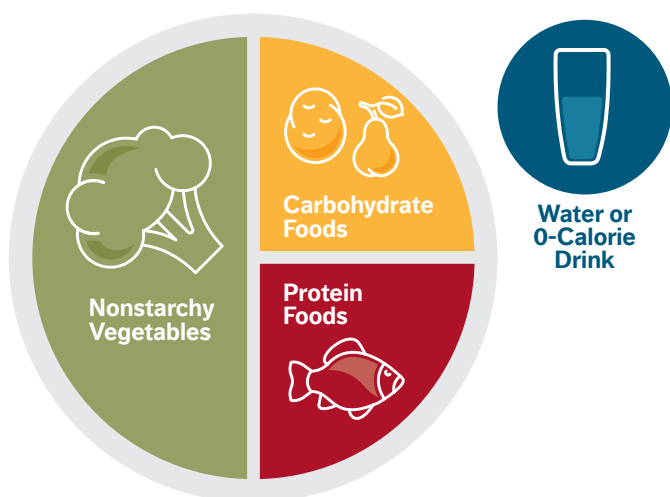 Nonstarchy
Vegetables
Carbohydrate
Foods
Protein
Foods
Water or
0-Calorie
Drink